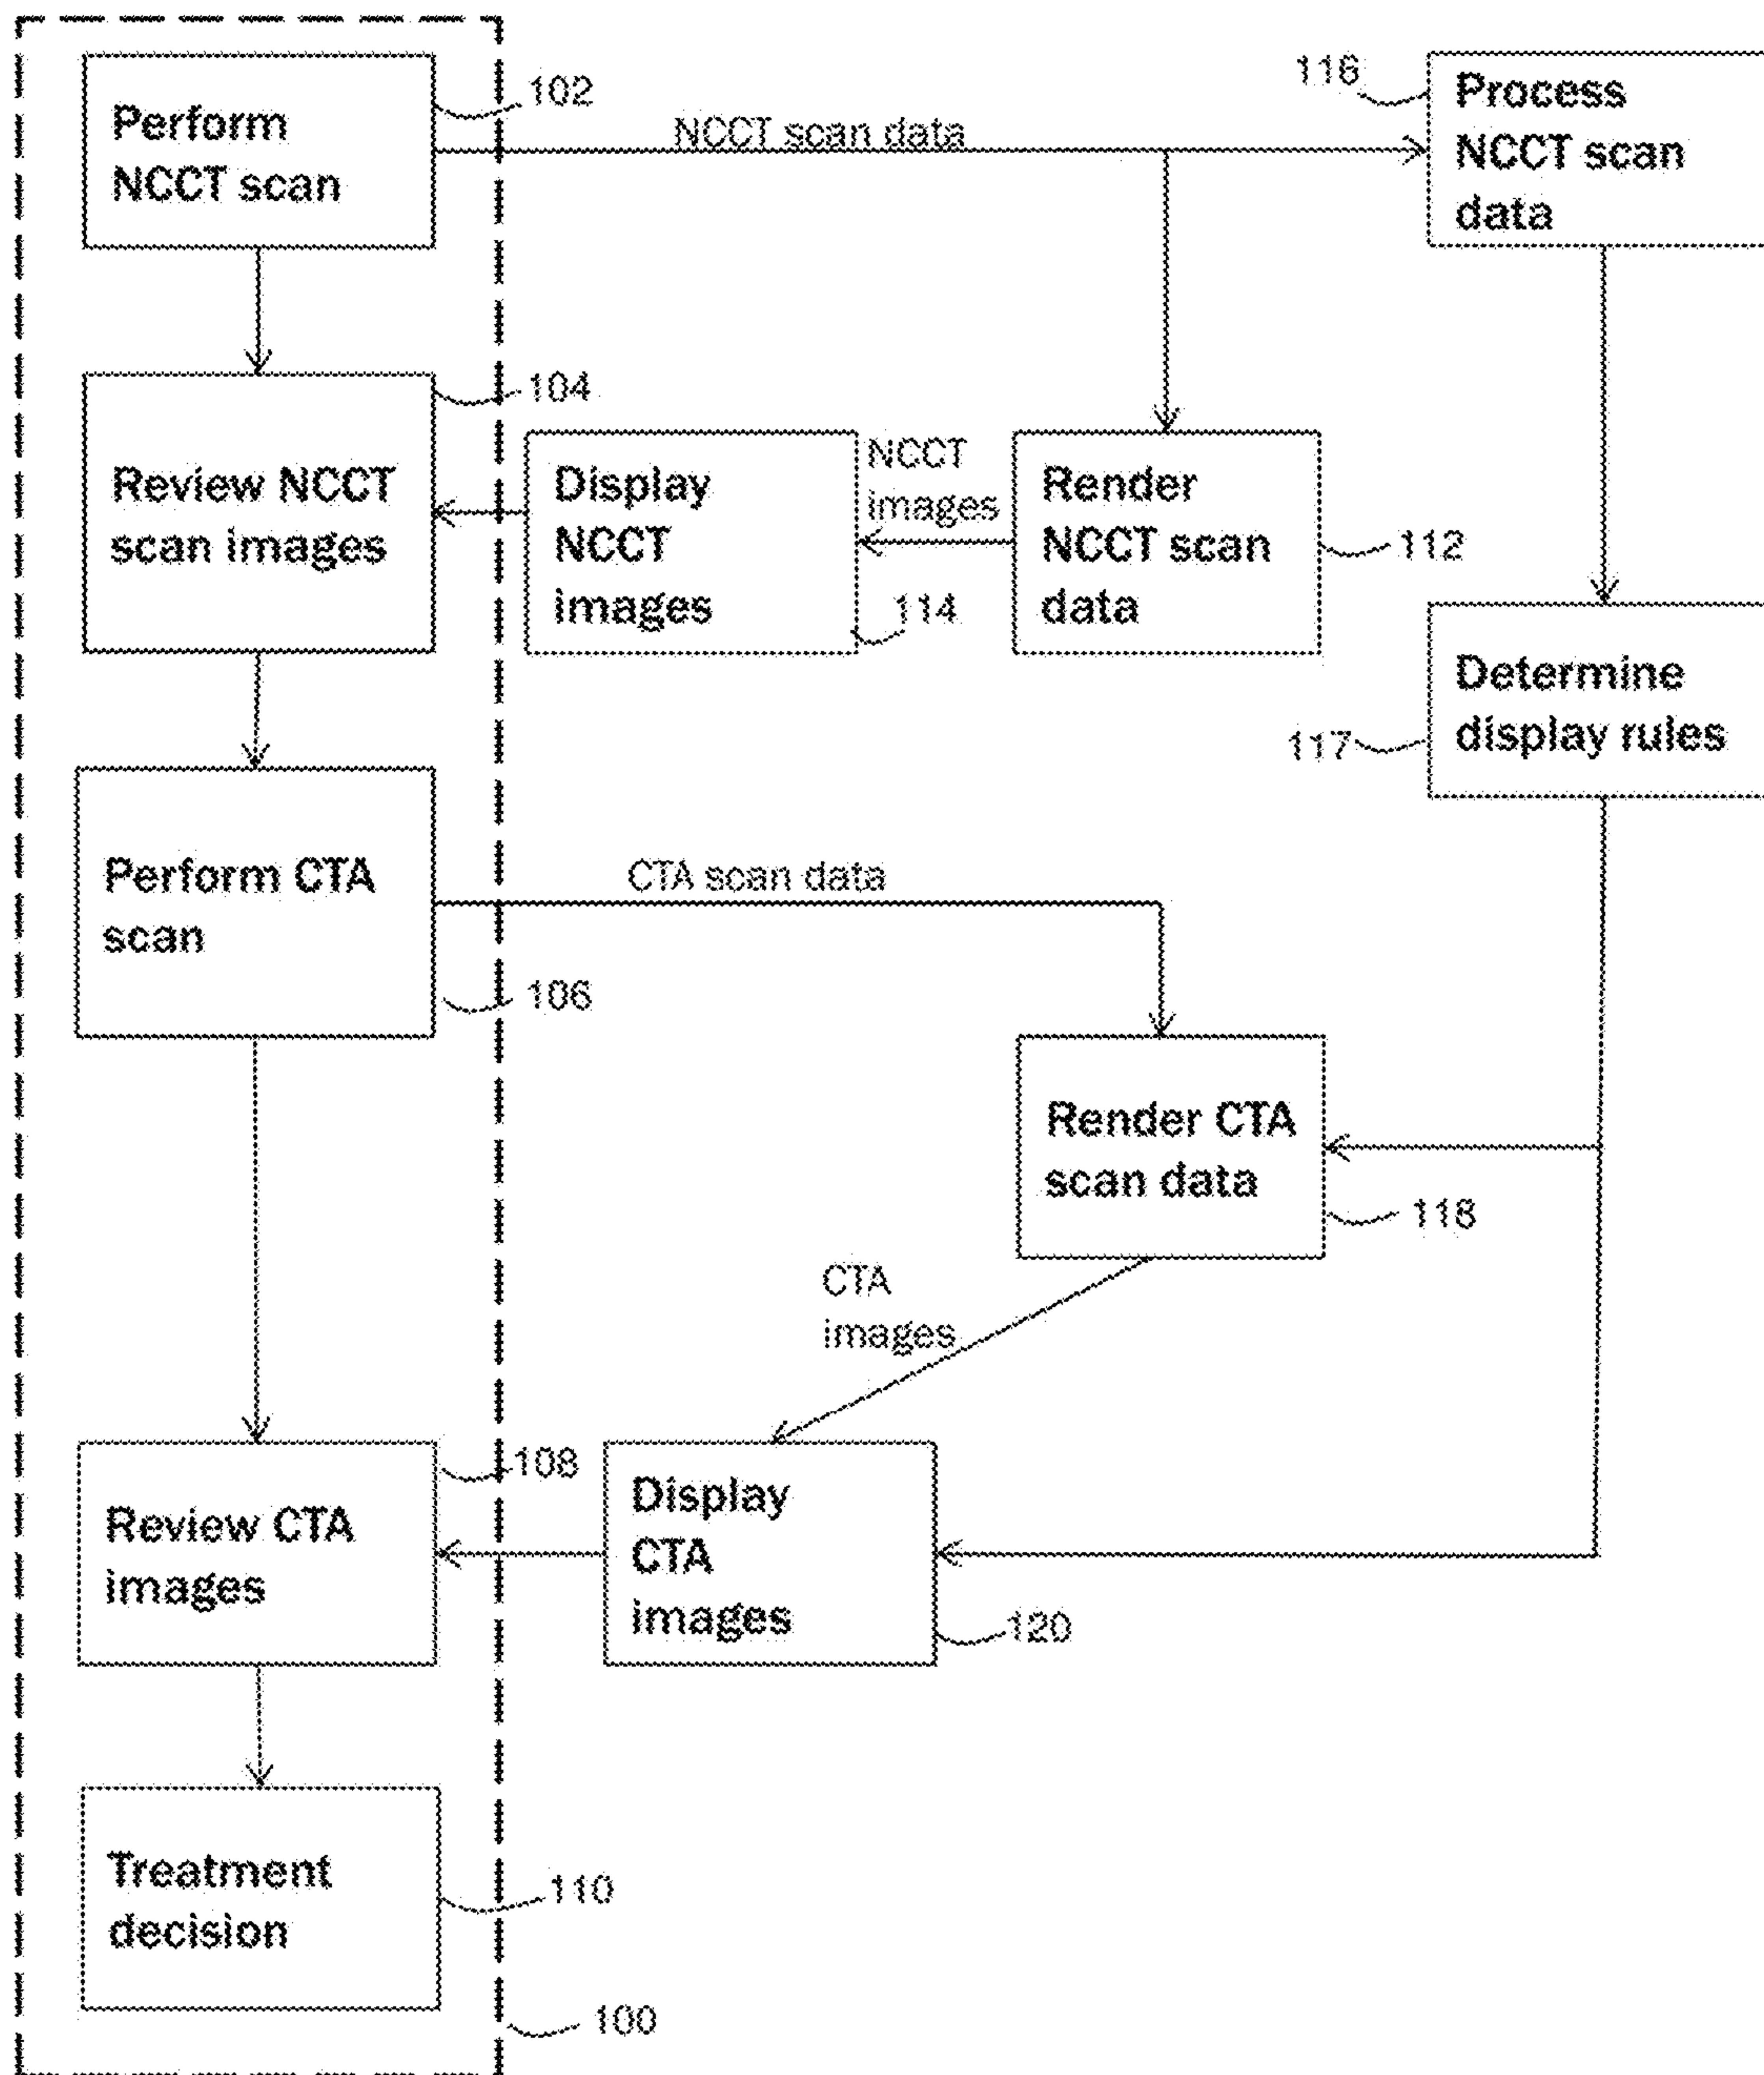 Perform
NCCT scan
102
NCCT scan data
116
Process
NCCT scan
data
Review NCCT
scan images
104
Display
NCCT
images
114
NCCT
images
Render
NCCT scan
data
112
Determine
display rules
117
Perform CTA
scan
106
CTA scan data
Render CTA
scan data
118
CTA
images
Review CTA
images
108
Display
CTA
images
120
Treatment
decision
110
100